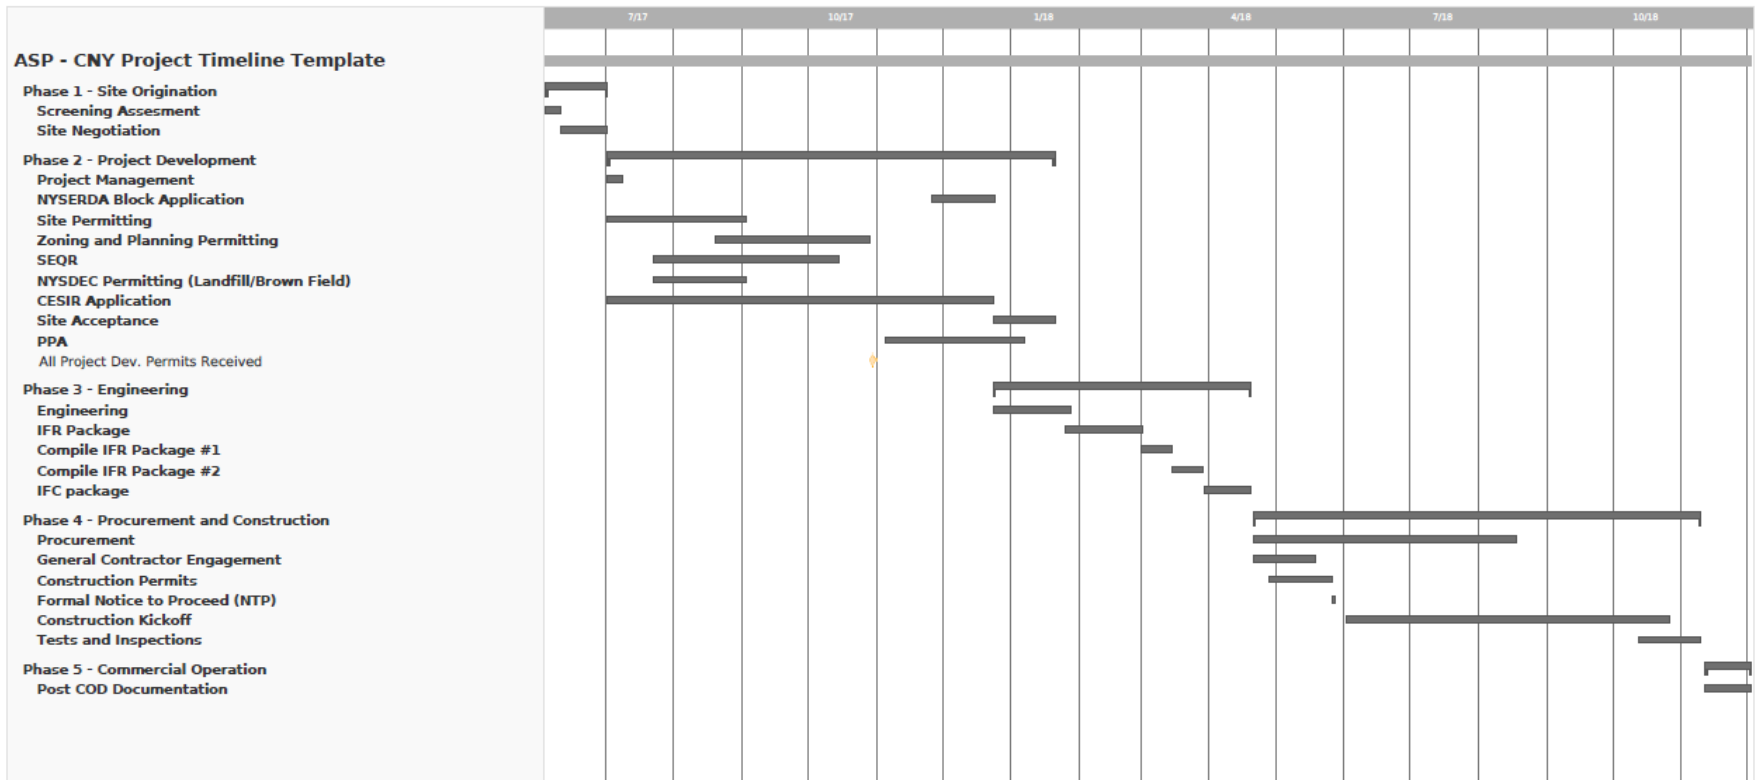 7/17 10/17 1/18 4/18 7/18 10/18
ASP - CNY Project Timeline Template
Phase 1 - Site Origination
Screening Assesment
Site Negotiation
Phase 2 - Project Development
Project Management
NYSERDA Block Application
Site Permitting
Zoning and Planning Permitting
SEQR
NYSDEC Permitting (Landfill/Brown Field)
CESIR Application
Site Acceptance
PPA
All Project Dev. Permits Received
Phase 3 - Engineering
Engineering
IFR Package
Compile IFR Package #1
Compile IFR Package #2
IFC package
Phase 4 - Procurement and Construction
Procurement
General Contractor Engagement
Construction Permits
Formal Notice to Proceed (NTP)
Construction Kickoff
Tests and Inspections
Phase 5 - Commercial Operation
Post COD Documentation